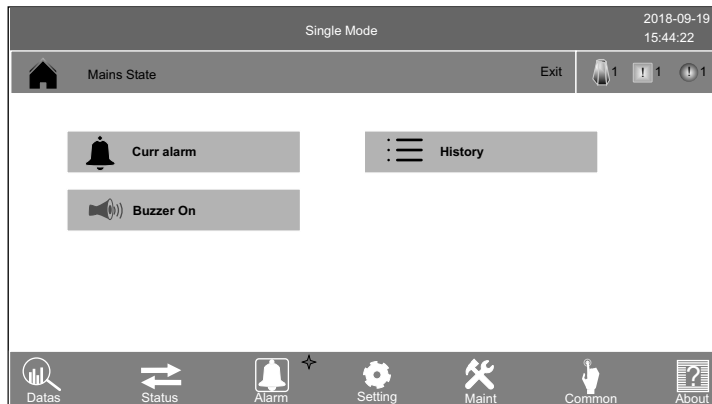 Single Mode
2018-09-19
15:44:22
Mains State
Exit
1
! 1
! 1
Curr alarm
History
Buzzer On
Datas
Status
Alarm
Setting
Maint
Common
?
About